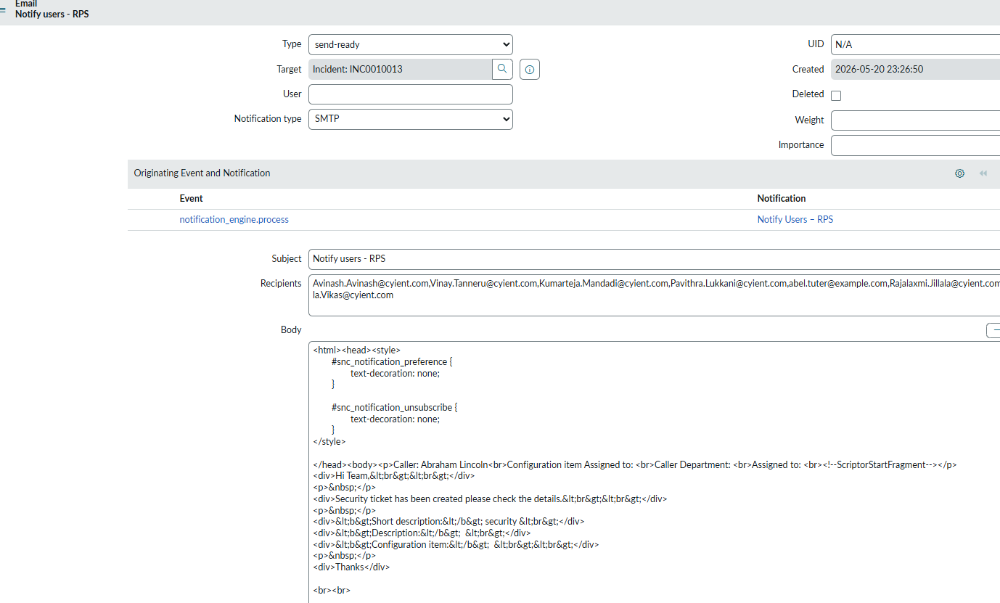 Email
Notify users - RPS
Type
send-ready
UID
N/A
Target
Incident: INC0010013
Created
2026-05-20 23:26:50
User
Deleted
Notification type
SMTP
Weight
Importance
Originating Event and Notification
Event
Notification
notification_engine.process
Notify Users – RPS
Subject
Notify users - RPS
Recipients
Avinash.Avinash@cyient.com,Vinay.Tanneru@cyient.com,Kumarteja.Mandadi@cyient.com,Pavithra.Lukkani@cyient.com,abel.tuter@example.com,Rajalaxmi.Jillala@cyient.com
la.Vikas@cyient.com
Body
<html><head><style>
#snc_notification_preference {
text-decoration: none;
}
#snc_notification_unsubscribe {
text-decoration: none;
}
</style>
</head><body><p>Caller: Abraham Lincoln<br>Configuration item Assigned to: <br>Caller Department: <br>Assigned to: <br><!--ScriptorStartFragment--></p>
<div>Hi Team,&lt;br&gt;&lt;br&gt;</div>
<p>&nbsp;</p>
<div>Security ticket has been created please check the details.&lt;br&gt;&lt;br&gt;</div>
<p>&nbsp;</p>
<div>&lt;b&gt;Short description:&lt;/b&gt; security &lt;br&gt;</div>
<div>&lt;b&gt;Description:&lt;/b&gt;  &lt;br&gt;</div>
<div>&lt;b&gt;Configuration item:&lt;/b&gt;  &lt;br&gt;&lt;br&gt;</div>
<p>&nbsp;</p>
<div>Thanks</div>
<br><br>